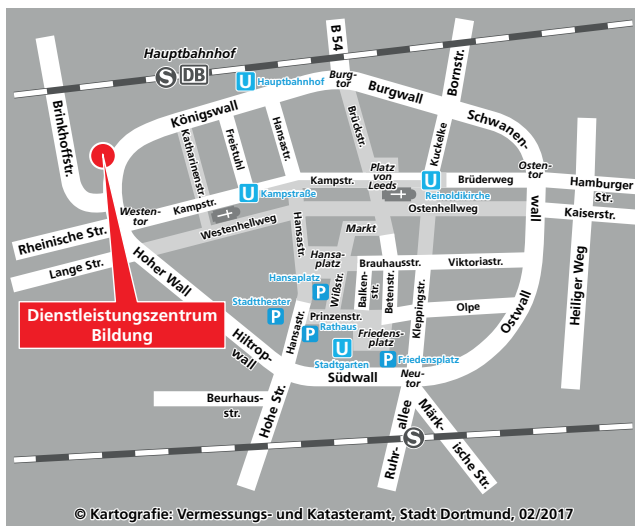 Hauptbahnhof
S DB
U Hauptbahnhof
B 54
Burg-
tor
Burgwall
Bornstr.
Brinkhoffstr.
Königswall
Schwanen-
wall
Katharinenstr.
Freistuhl
Hansastr.
Brückstr.
Kuckelke
Platz
von
Leeds
Osten-
tor
Kampstr.
Brüderweg
Hamburger
Str.
U Kampstraße
U
Reinoldikirche
Westen-
tor
Kampstr.
Ostenhellweg
Kaiserstr.
Rheinische Str.
Westenhellweg
Hansastr.
Markt
Lange Str.
Hoher Wall
Hansa-
platz
Brauhausstr.
Viktoriastr.
Heiliger Weg
Hansaplatz
P
Wißstr.
Balken-
str.
Betenstr.
Kleppingstr.
Ostwall
Stadttheater
P
Dienstleistungszentrum
Bildung
Prinzenstr.
Olpe
P Rathaus
Friedens-
platz
Hansastr.
Hiltrop-
wall
U
Stadtgarten
P Friedensplatz
Südwall
Neu-
tor
Beurhaus-
str.
Hohe Str.
Ruhr-
allee
Märk-
ische Str.
S
© Kartografie: Vermessungs- und Katasteramt, Stadt Dortmund, 02/2017